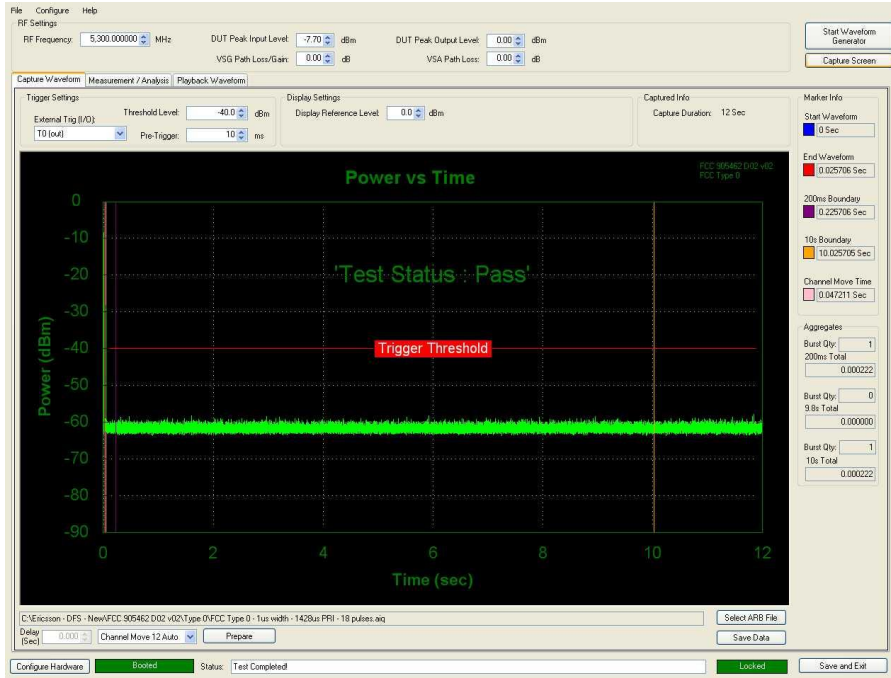 File Configure Help
RF Settings
RF Frequency: 5,300.000000 MHz
DUT Peak Input Level: -7.70 dBm
DUT Peak Output Level: 0.00 dBm
VSG Path Loss/Gain: 0.00 dB
VSA Path Loss: 0.00 dB
Start Waveform Generator
Capture Screen
Capture Waveform Measurement / Analysis Playback Waveform
Trigger Settings
External Trig (I/O):
T0 (out)
Threshold Level: -40.0 dBm
Pre-Trigger: 10 ms
Display Settings
Display Reference Level: 0.0 dBm
Captured Info
Capture Duration: 12 Sec
Power vs Time
FCC 905462 D02 v02
FCC Type 0
'Test Status : Pass'
Trigger Threshold
Power (dBm)
0
-10
-20
-30
-40
-50
-60
-70
-80
-90
0 2 4 6 8 10 12
Time (sec)
Marker Info
Start Waveform
0 Sec
End Waveform
0.025706 Sec
200ms Boundary
0.225706 Sec
10s Boundary
10.025705 Sec
Channel Move Time
0.047211 Sec
Aggregates
Burst Qty: 1
200ms Total
0.000222
Burst Qty: 0
9.8s Total
0.000000
Burst Qty: 1
10s Total
0.000222
C:\Ericsson - DFS - New\FCC 905462 D02 v02\Type 0\FCC Type 0 - 1us width - 1428us PRI - 18 pulses.aiq
Select ARB File
Delay (Sec) 0.000 Channel Move 12 Auto Prepare
Save Data
Configure Hardware Booted Status: Test Completed! Locked Save and Exit